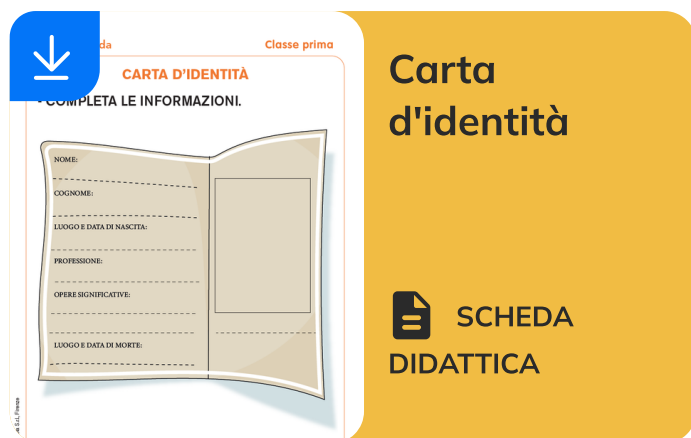 Classe prima
CARTA D'IDENTITÀ
• COMPLETA LE INFORMAZIONI.
NOME:
COGNOME:
LUOGO E DATA DI NASCITA:
PROFESSIONE:
OPERE SIGNIFICATIVE:
LUOGO E DATA DI MORTE:
S.r.l., Firenze
Carta
d'identità
SCHEDA
DIDATTICA